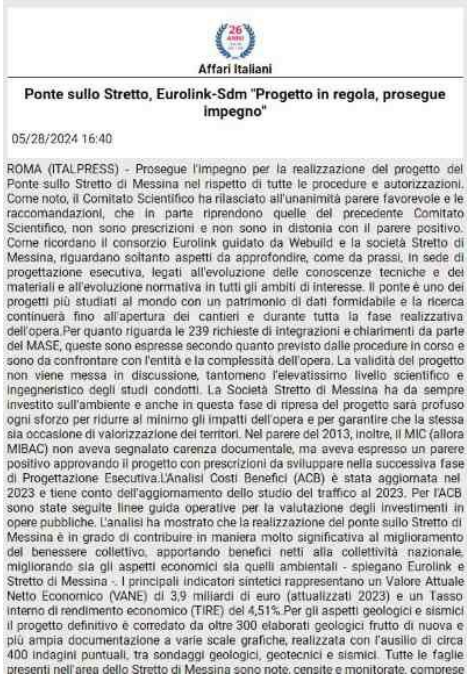 26
ANNI
Affari Italiani
Ponte sullo Stretto, Eurolink-Sdm "Progetto in regola, prosegue
impegno"
05/28/2024 16:40
ROMA (ITALPRESS) - Prosegue l'impegno per la realizzazione del progetto del
Ponte sullo Stretto di Messina nel rispetto di tutte le procedure e autorizzazioni.
Come noto, il Comitato Scientifico ha rilasciato all'unanimità parere favorevole e le
raccomandazioni, che in parte riprendono quelle del precedente Comitato
Scientifico, non sono prescrizioni e non sono in distonia con il parere positivo.
Come ricordano il consorzio Eurolink guidato da Webuild e la società Stretto di
Messina, riguardano soltanto aspetti da approfondire, come da prassi, in sede di
progettazione esecutiva, legati all'evoluzione delle conoscenze tecniche e dei
materiali e all'evoluzione normativa in tutti gli ambiti di interesse. Il ponte è uno dei
progetti più studiati al mondo con un patrimonio di dati formidabile e la ricerca
continuerà fino all'apertura dei cantieri e durante tutta la fase realizzativa
dell'opera.Per quanto riguarda le 239 richieste di integrazioni e chiarimenti da parte
del MASE, queste sono espresse secondo quanto previsto dalle procedure in corso e
sono da confrontare con l'entità e la complessità dell'opera. La validità del progetto
non viene messa in discussione, tantomeno l'elevatissimo livello scientifico e
ingegneristico degli studi condotti. La Società Stretto di Messina ha da sempre
investito sull'ambiente e anche in questa fase di ripresa del progetto sarà profuso
ogni sforzo per ridurre al minimo gli impatti dell'opera e per garantire che la stessa
sia occasione di valorizzazione dei territori. Nel parere del 2013, inoltre, il MIC (allora
MIBAC) non aveva segnalato carenza documentale, ma aveva espresso un parere
positivo approvando il progetto con prescrizioni da sviluppare nella successiva fase
di Progettazione Esecutiva.L'Analisi Costi Benefici (ACB) è stata aggiornata nel
2023 e tiene conto dell'aggiornamento dello studio del traffico al 2023. Per l'ACB
sono state seguite linee guida operative per la valutazione degli investimenti in
opere pubbliche. L'analisi ha mostrato che la realizzazione del ponte sullo Stretto di
Messina è in grado di contribuire in maniera molto significativa al miglioramento
del benessere collettivo, apportando benefici netti alla collettività nazionale,
migliorando sia gli aspetti economici sia quelli ambientali - spiegano Eurolink e
Stretto di Messina -. I principali indicatori sintetici rappresentano un Valore Attuale
Netto Economico (VANE) di 3,9 miliardi di euro (attualizzati 2023) e un Tasso
interno di rendimento economico (TIRE) del 4,51%.Per gli aspetti geologici e sismici
il progetto definitivo è corredato da oltre 300 elaborati geologici frutto di nuova e
più ampia documentazione a varie scale grafiche, realizzata con l'ausilio di circa
400 indagini puntuali, tra sondaggi geologici, geotecnici e sismici. Tutte le faglie
presenti nell'area dello Stretto di Messina sono note, censite e monitorate, comprese